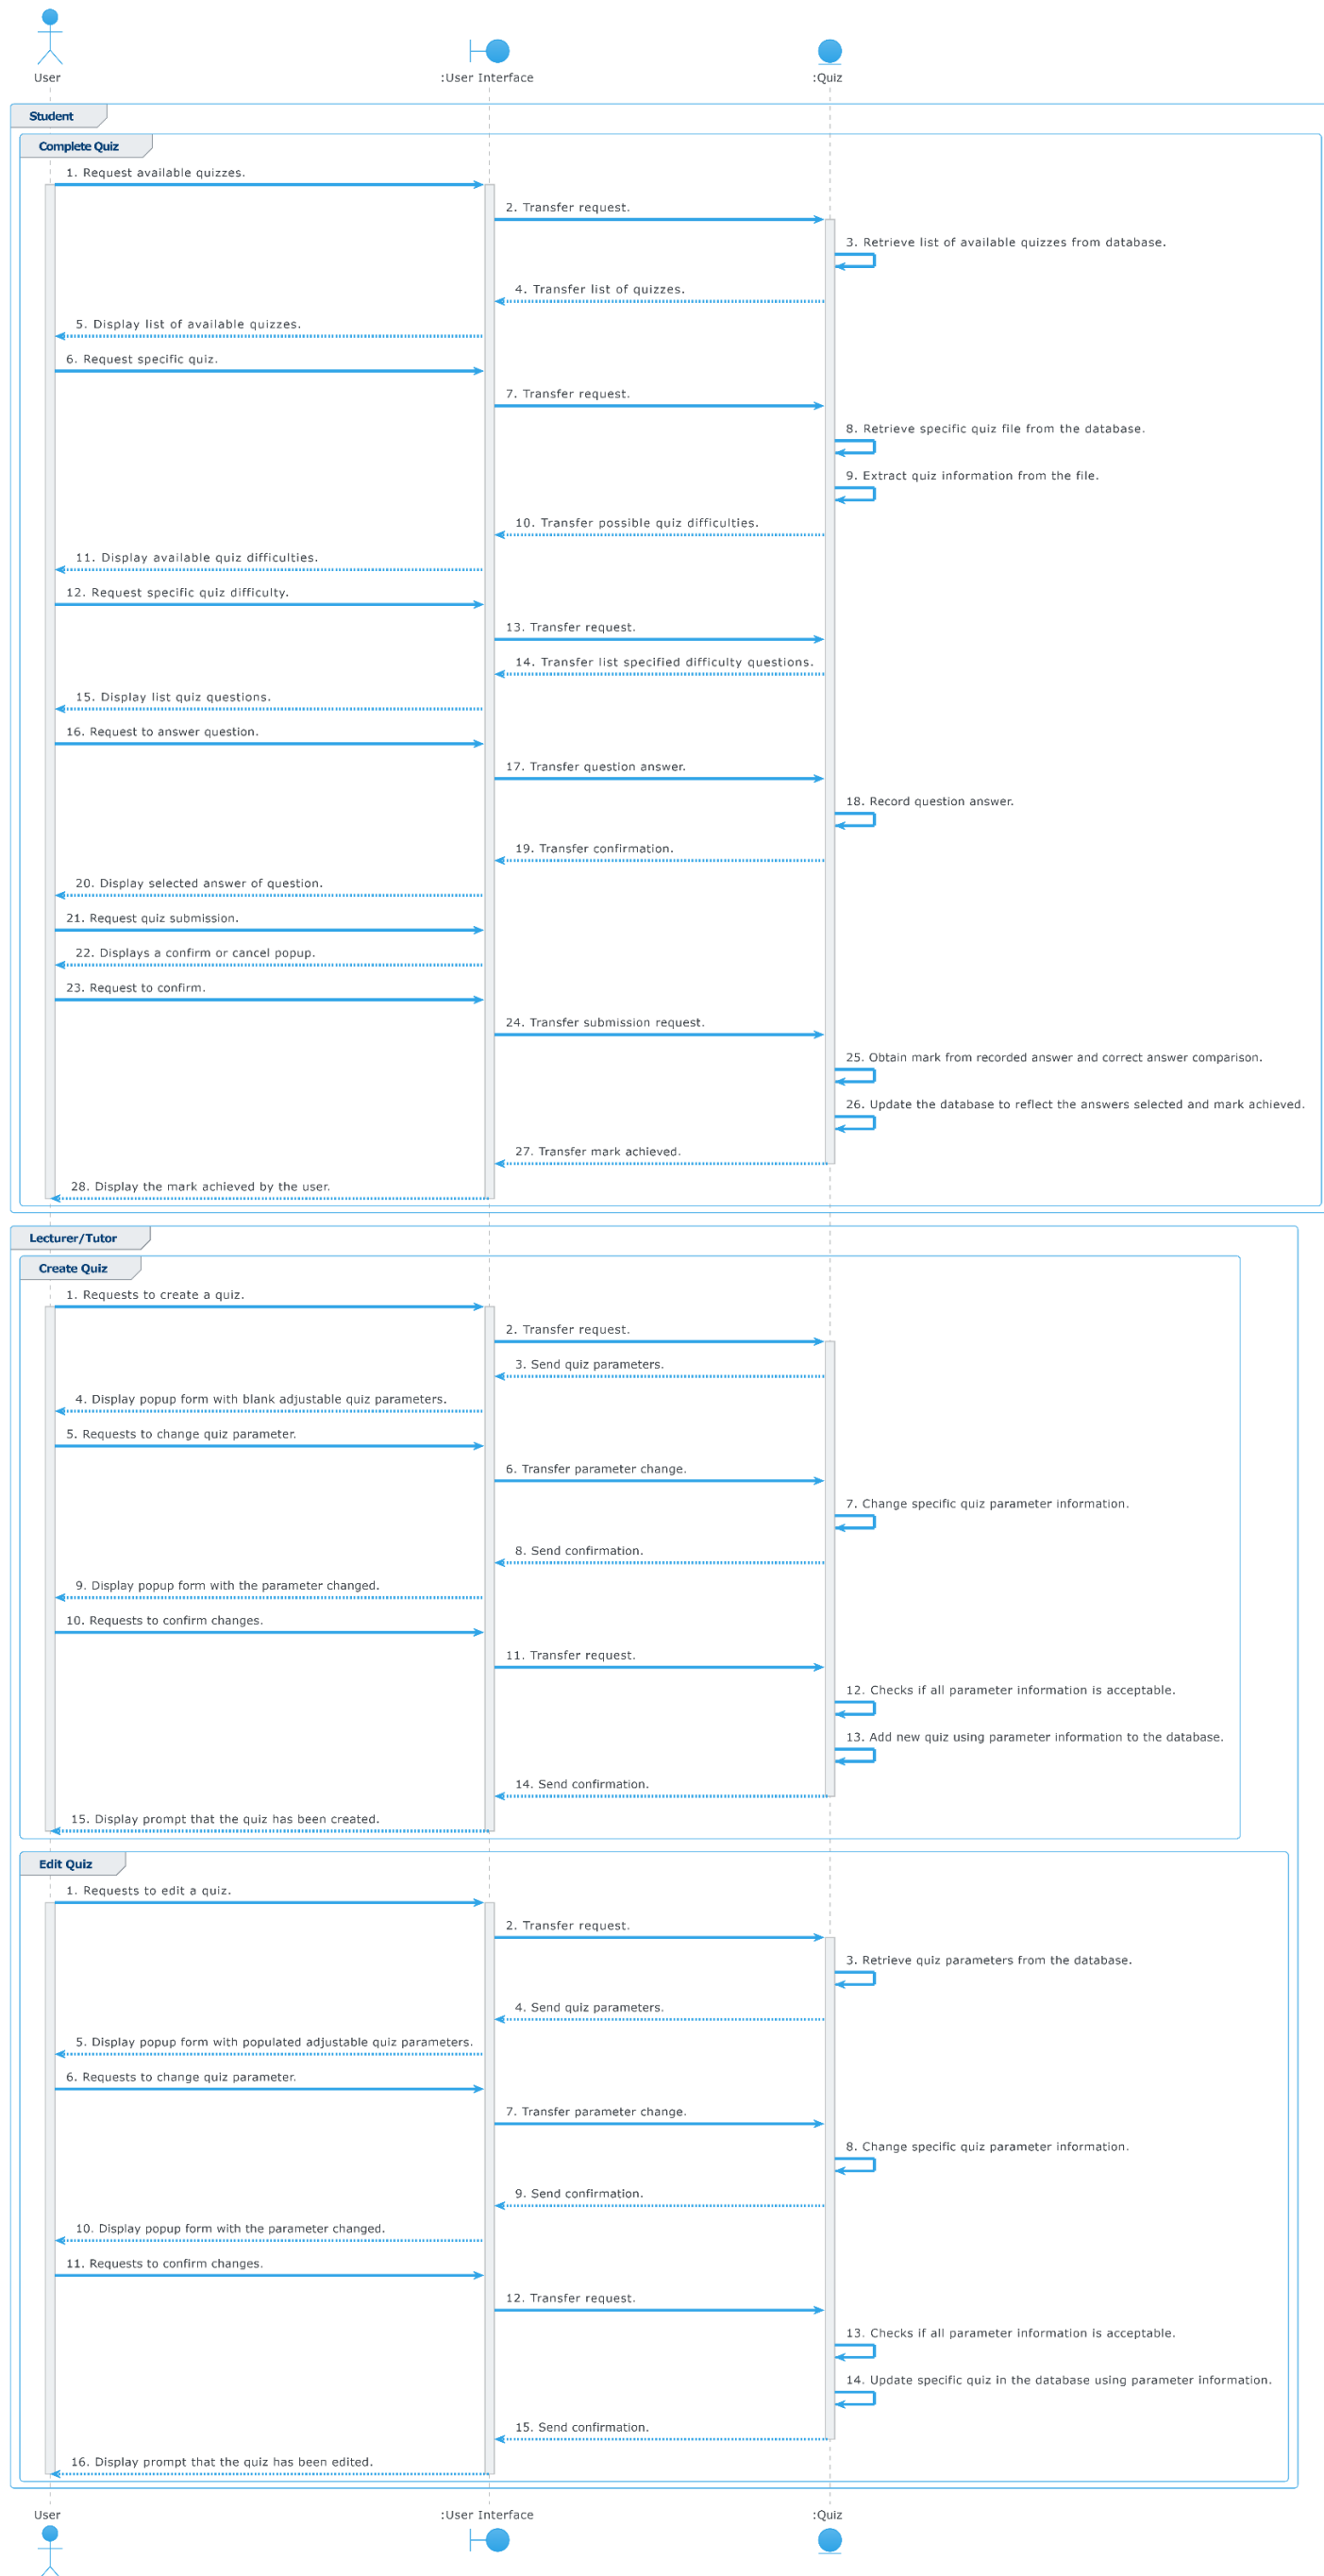 User
:User Interface
:Quiz
Student
Complete Quiz
1. Request available quizzes.
2. Transfer request.
3. Retrieve list of available quizzes from database.
4. Transfer list of quizzes.
5. Display list of available quizzes.
6. Request specific quiz.
7. Transfer request.
8. Retrieve specific quiz file from the database.
9. Extract quiz information from the file.
10. Transfer possible quiz difficulties.
11. Display available quiz difficulties.
12. Request specific quiz difficulty.
13. Transfer request.
14. Transfer list specified difficulty questions.
15. Display list quiz questions.
16. Request to answer question.
17. Transfer question answer.
18. Record question answer.
19. Transfer confirmation.
20. Display selected answer of question.
21. Request quiz submission.
22. Displays a confirm or cancel popup.
23. Request to confirm.
24. Transfer submission request.
25. Obtain mark from recorded answer and correct answer comparison.
26. Update the database to reflect the answers selected and mark achieved.
27. Transfer mark achieved.
28. Display the mark achieved by the user.
Lecturer/Tutor
Create Quiz
1. Requests to create a quiz.
2. Transfer request.
3. Send quiz parameters.
4. Display popup form with blank adjustable quiz parameters.
5. Requests to change quiz parameter.
6. Transfer parameter change.
7. Change specific quiz parameter information.
8. Send confirmation.
9. Display popup form with the parameter changed.
10. Requests to confirm changes.
11. Transfer request.
12. Checks if all parameter information is acceptable.
13. Add new quiz using parameter information to the database.
14. Send confirmation.
15. Display prompt that the quiz has been created.
Edit Quiz
1. Requests to edit a quiz.
2. Transfer request.
3. Retrieve quiz parameters from the database.
4. Send quiz parameters.
5. Display popup form with populated adjustable quiz parameters.
6. Requests to change quiz parameter.
7. Transfer parameter change.
8. Change specific quiz parameter information.
9. Send confirmation.
10. Display popup form with the parameter changed.
11. Requests to confirm changes.
12. Transfer request.
13. Checks if all parameter information is acceptable.
14. Update specific quiz in the database using parameter information.
15. Send confirmation.
16. Display prompt that the quiz has been edited.
User
:User Interface
:Quiz